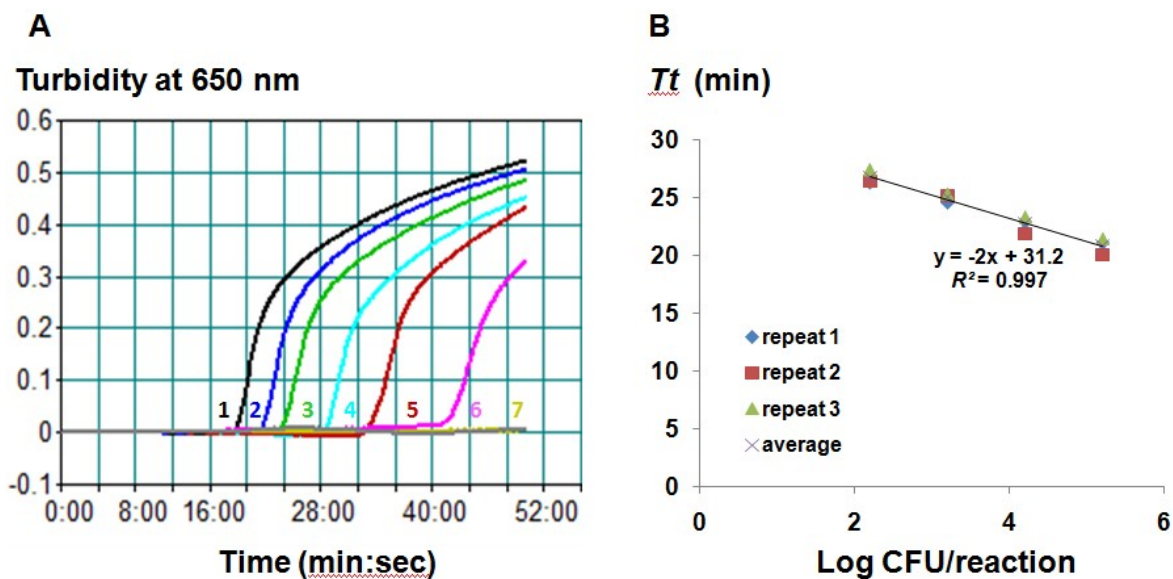 A
Turbidity at 650 nm
0.6
0.5
0.4
0.3
0.2
0.1
0
-0.1
1 2 3 4 5 6 7
0:00 8:00 16:00 28:00 40:00 52:00
Time (min:sec)
B
Tt (min)
30
25
20
15
10
5
0
y = -2x + 31.2
R² = 0.997
repeat 1
repeat 2
repeat 3
average
0 2 4 6
Log CFU/reaction